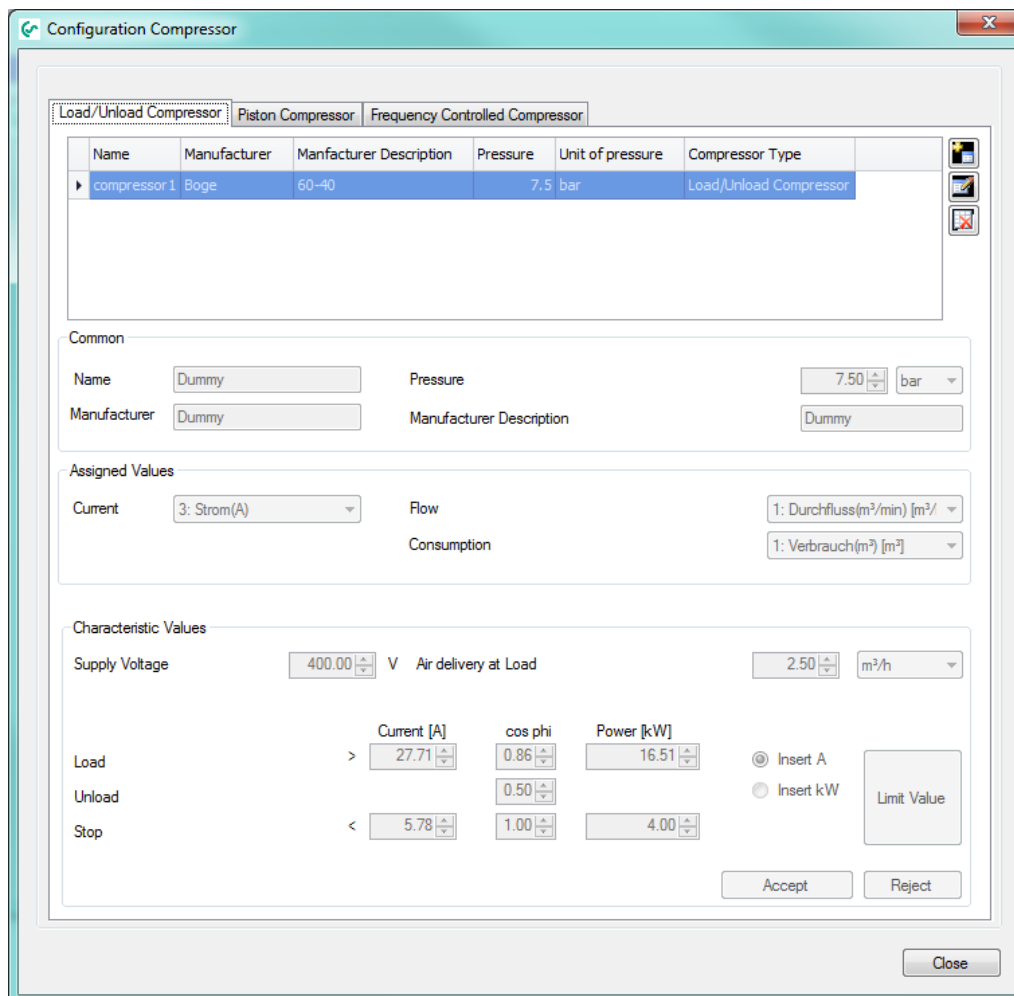 Configuration Compressor
Load/Unload Compressor Piston Compressor Frequency Controlled Compressor
Name Manufacturer Manfacturer Description Pressure Unit of pressure Compressor Type
compressor1 Boge 60-40 7.5 bar Load/Unload Compressor
Common
Name Dummy Pressure 7.50 bar
Manufacturer Dummy Manufacturer Description Dummy
Assigned Values
Current 3: Strom(A) Flow 1: Durchfluss(m³/min) [m³/
Consumption 1: Verbrauch(m³) [m³]
Characteristic Values
Supply Voltage 400.00 V Air delivery at Load 2.50 m³/h
Current [A] cos phi Power [kW]
Load > 27.71 0.86 16.51 Insert A
Unload 0.50 Insert kW Limit Value
Stop < 5.78 1.00 4.00
Accept Reject
Close